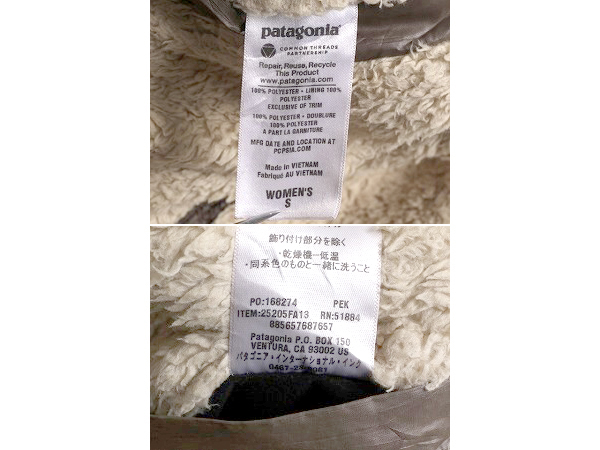 patagonia
COMMON THREADS
PARTNERSHIP
Repair, Reuse, Recycle
This Product
www.patagonia.com
100% POLYESTER • LINING 100%
POLYESTER
EXCLUSIVE OF TRIM
100% POLYESTER • DOUBLURE
100% POLYESTER
A PART LA GARNITURE
MFG DATE AND LOCATION AT
PCPSIA.COM
Made in VIETNAM
Fabriqué AU VIETNAM
WOMEN'S
S
飾り付け部分を除く
・乾燥機ー低温
・同系色のものと一緒に洗うこと
PO:168274 PEK
ITEM:25205FA13 RN:51884
885657687657
Patagonia P.O. BOX 150
VENTURA, CA 93002 US
パタゴニア・インターナショナル・インク